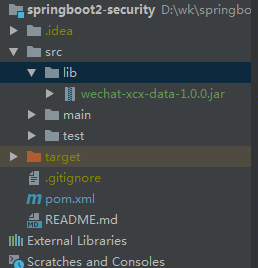 springboot2-security D:\wk\springbo
.idea
src
lib
wechat-xcx-data-1.0.0.jar
main
test
target
.gitignore
pom.xml
README.md
External Libraries
Scratches and Consoles